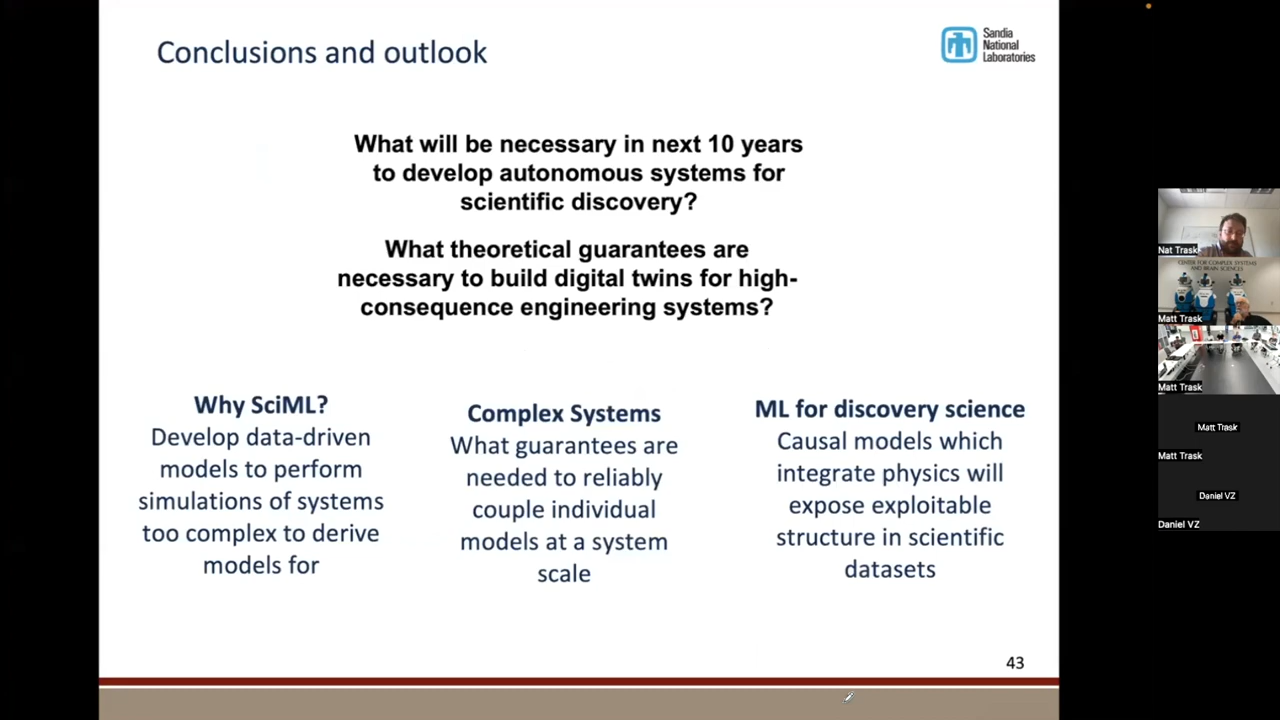 Conclusions and outlook
Sandia
National
Laboratories
What will be necessary in next 10 years
to develop autonomous systems for
scientific discovery?
What theoretical guarantees are
necessary to build digital twins for high-
consequence engineering systems?
Why SciML?
Develop data-driven
models to perform
simulations of systems
too complex to derive
models for
Complex Systems
What guarantees are
needed to reliably
couple individual
models at a system
scale
ML for discovery science
Causal models which
integrate physics will
expose exploitable
structure in scientific
datasets
43
Nat Trask
CENTER FOR COMPLEX SYSTEMS
AND BRAIN SCIENCES
Matt Trask
Matt Trask
Matt Trask
Matt Trask
Daniel VZ
Daniel VZ